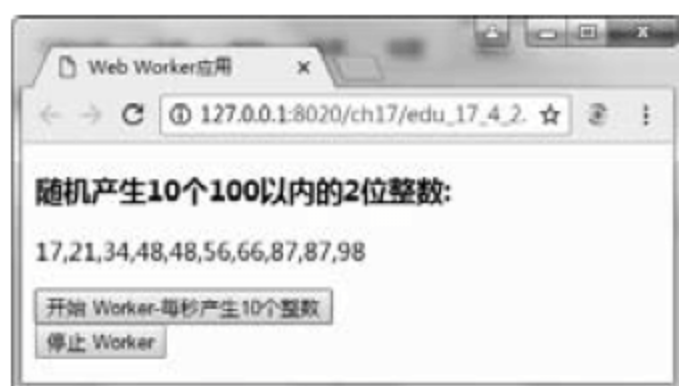 Web Worker应用
127.0.0.1:8020/ch17/edu_17_4_2.
随机产生10个100以内的2位整数:
17,21,34,48,48,56,66,87,87,98
开始 Worker-每秒产生10个整数
停止 Worker